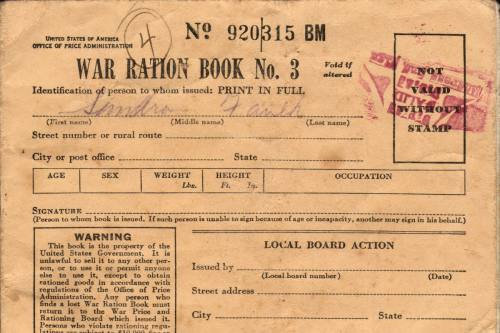 United States of America
Office of Price Administration
4
No 920315 BM
WAR RATION BOOK No. 3
Void if
altered
NOT
VALID
WITHOUT
STAMP
Identification of person to whom issued: PRINT IN FULL
Sandra Faulk
(First name) (Middle name) (Last name)
Street number or rural route
City or post office State
AGE SEX WEIGHT HEIGHT OCCUPATION
Lbs. Ft. In.
Signature
(Person to whom book is issued. If such person is unable to sign because of age or incapacity, another may sign in his behalf.)
WARNING
This book is the property of the
United States Government. It is
unlawful to sell it to any other per-
son, or to use it or permit anyone
else to use it, except to obtain
rationed goods in accordance with
regulations of the Office of Price
Administration. Any person who
finds a lost War Ration Book must
return it to the War Price and
Rationing Board which issued it.
Persons who violate rationing regu-
LOCAL BOARD ACTION
Issued by
(Local board number) (Date)
Street address
City State